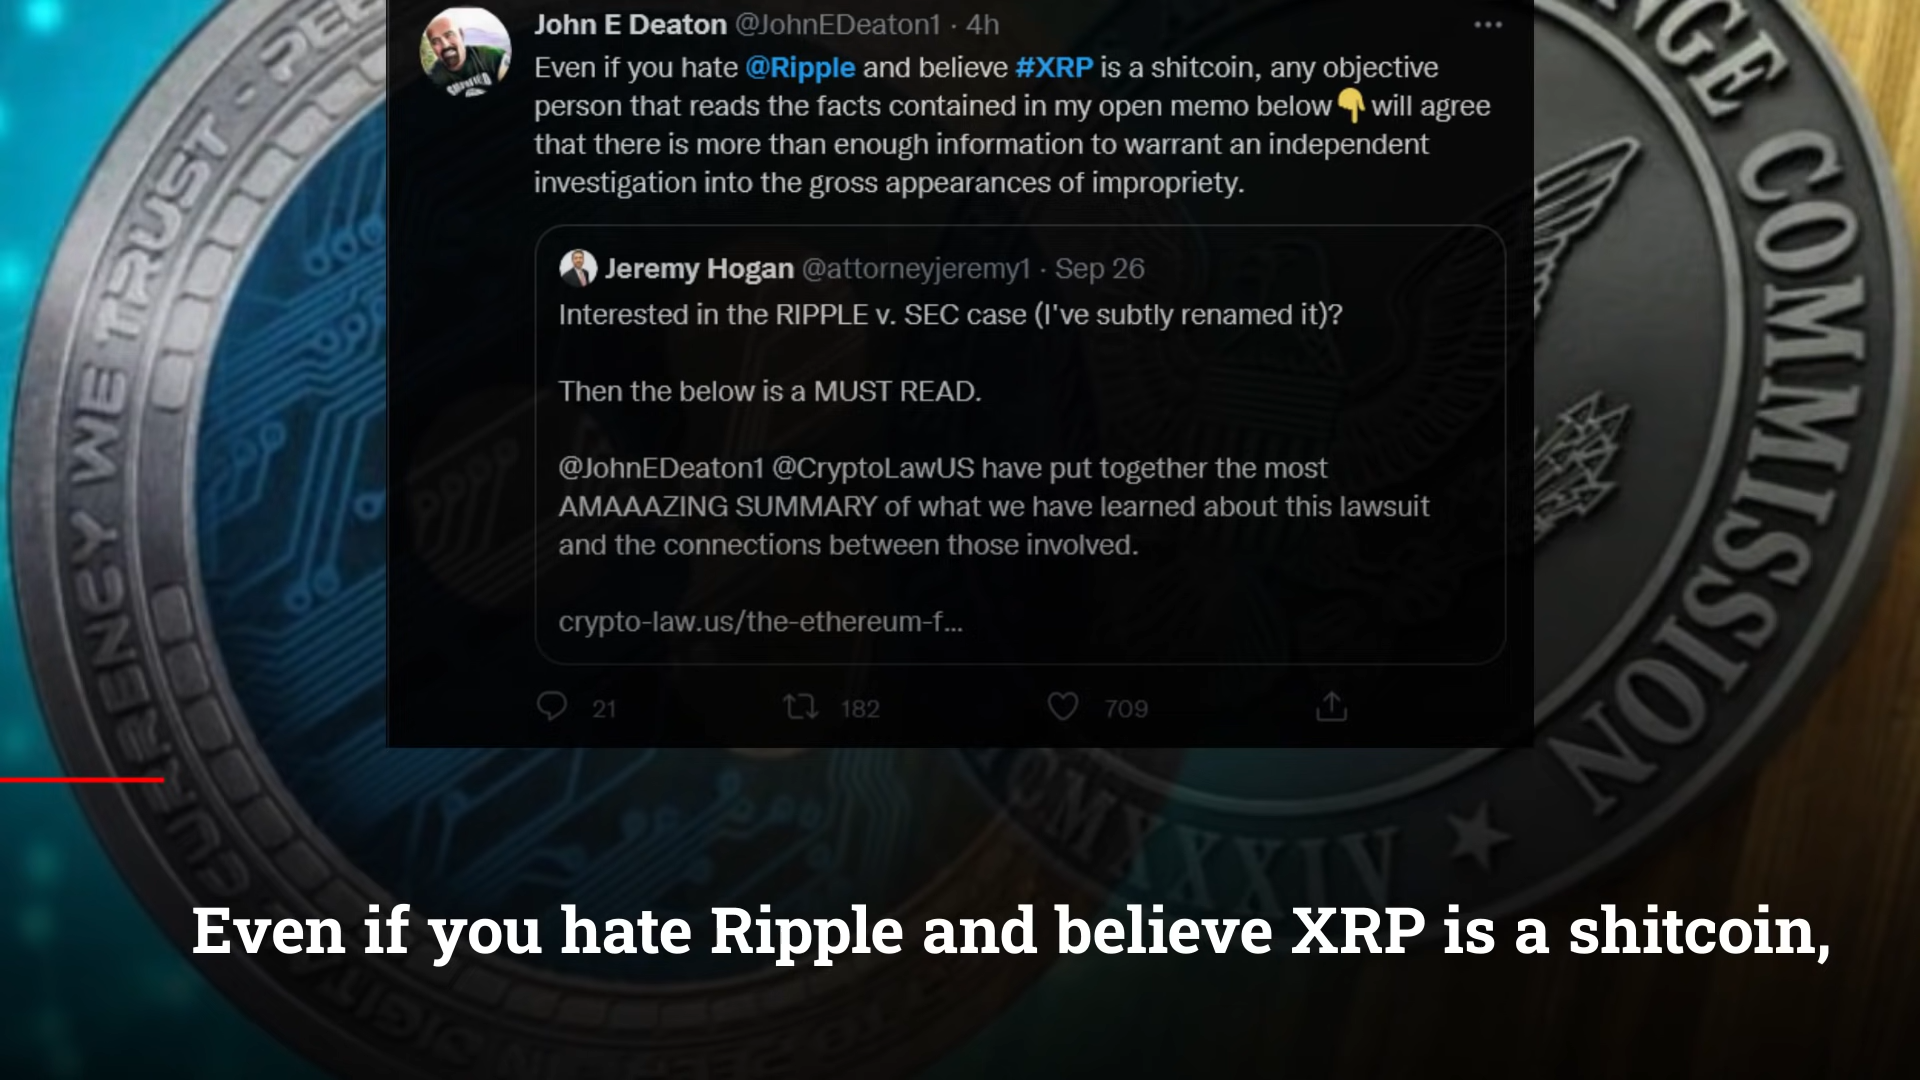 John E Deaton @JohnEDeaton1 · 4h
Even if you hate @Ripple and believe #XRP is a shitcoin, any objective
person that reads the facts contained in my open memo below👇will agree
that there is more than enough information to warrant an independent
investigation into the gross appearances of impropriety.
Jeremy Hogan @attorneyjeremy1 · Sep 26
Interested in the RIPPLE v. SEC case (I've subtly renamed it)?
Then the below is a MUST READ.
@JohnEDeaton1 @CryptoLawUS have put together the most
AMAAAZING SUMMARY of what we have learned about this lawsuit
and the connections between those involved.
crypto-law.us/the-ethereum-f...
21 182 709
CURRENCY WE TRUST · PEE
NGE COMMISSION
MXXXIV
Even if you hate Ripple and believe XRP is a shitcoin,